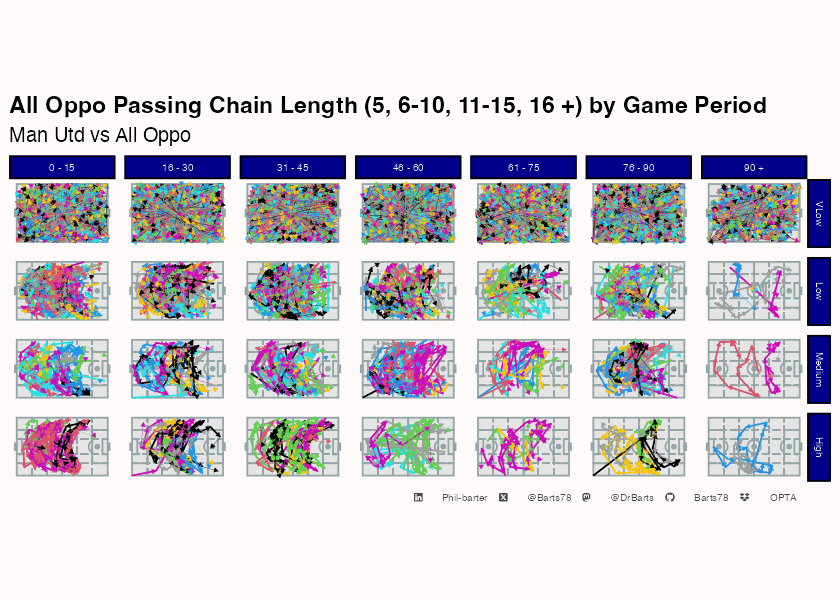 All Oppo Passing Chain Length (5, 6-10, 11-15, 16 +) by Game Period
Man Utd vs All Oppo
0 - 15 16 - 30 31 - 45 46 - 60 61 - 75 76 - 90 90 +
VLow
Low
Medium
High
Phil-barter @Barts78 @DrBarts Barts78 OPTA